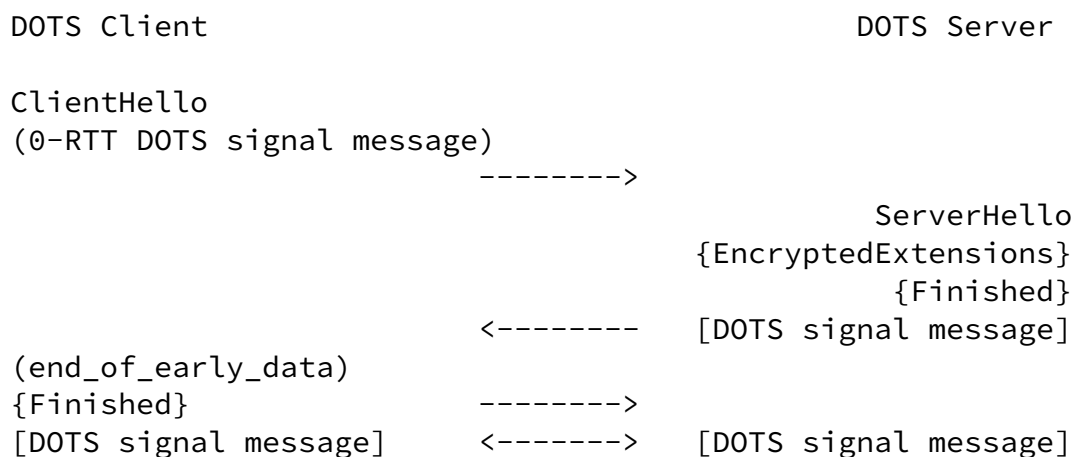 DOTS Client                                    DOTS Server

ClientHello
(0-RTT DOTS signal message)
                          -------->
                                                ServerHello
                                      {EncryptedExtensions}
                                                 {Finished}
                          <--------   [DOTS signal message]
(end_of_early_data)
{Finished}                -------->
[DOTS signal message]     <------->   [DOTS signal message]